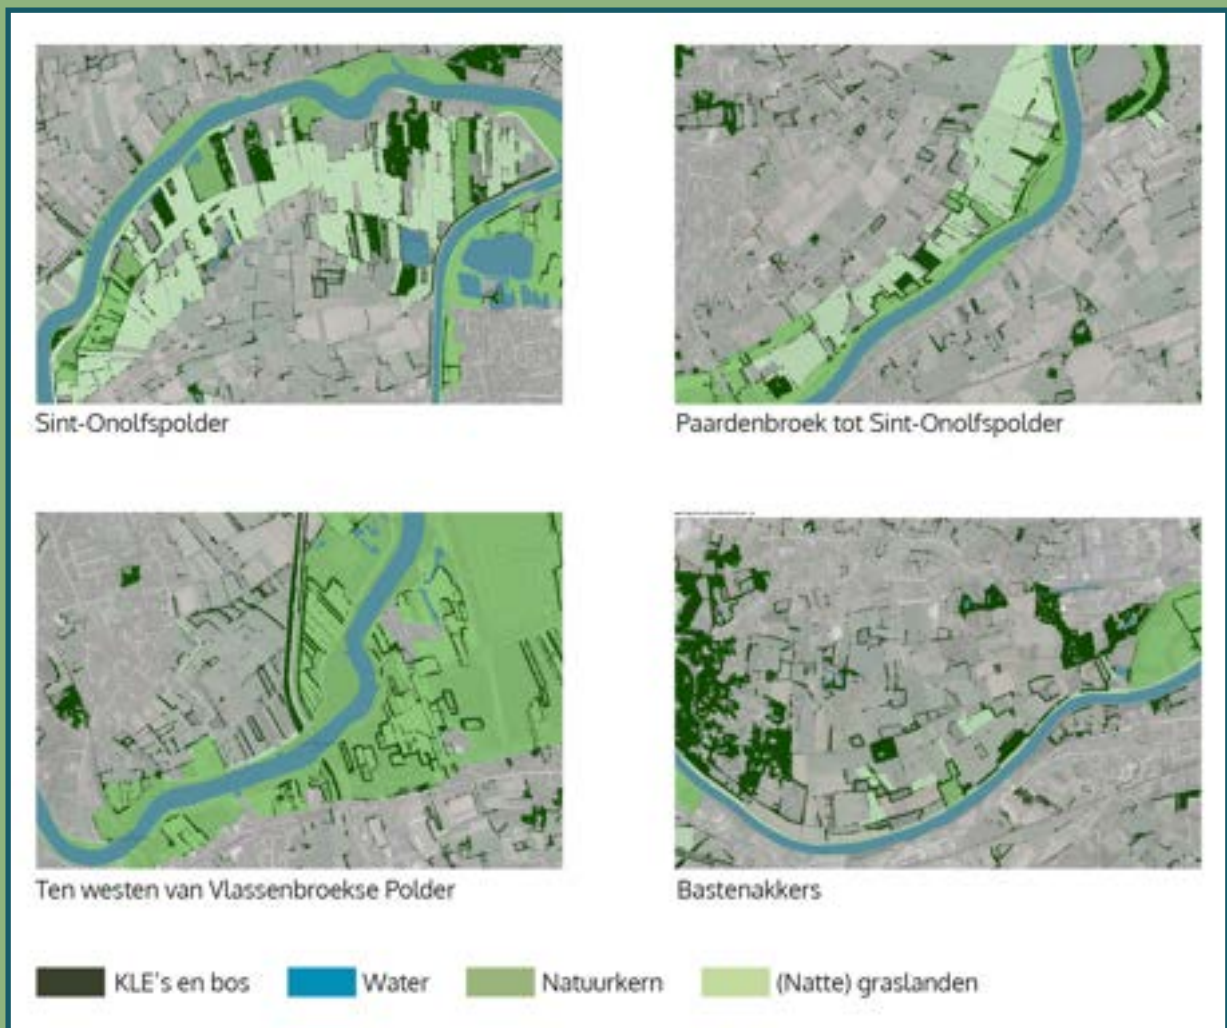 Sint-Onolfspolder
Paardenbroek tot Sint-Onolfspolder
Ten westen van Vlassenbroekse Polder
Bastenakkers
KLE's en bos
Water
Natuurkern
(Natte) graslanden